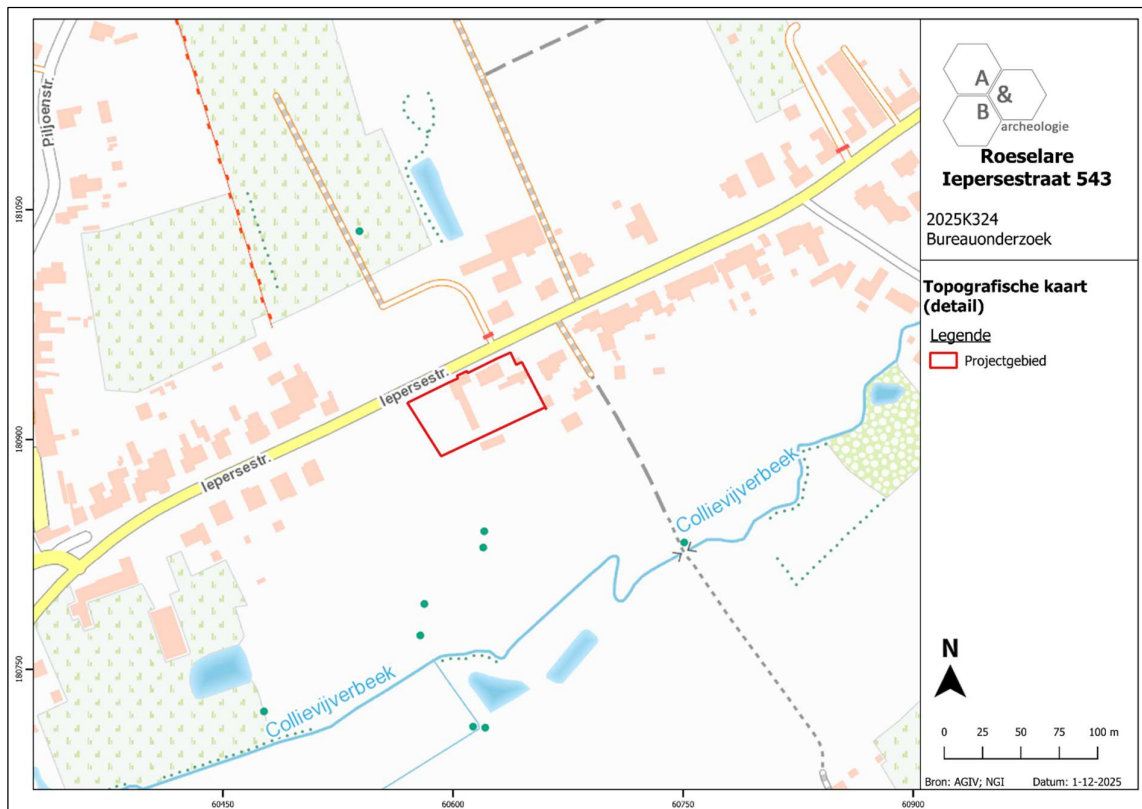 Piljoenstr.
Iepersestr.
Iepersestr.
Collievijverbeek
Collievijverbeek
181050
180900
180750
60450
60600
60750
60900
A
&
B
archeologie
Roeselare
Iepersestraat 543
2025K324
Bureauonderzoek
Topografische kaart
(detail)
Legende
Projectgebied
N
0 25 50 75 100 m
Bron: AGIV; NGI Datum: 1-12-2025